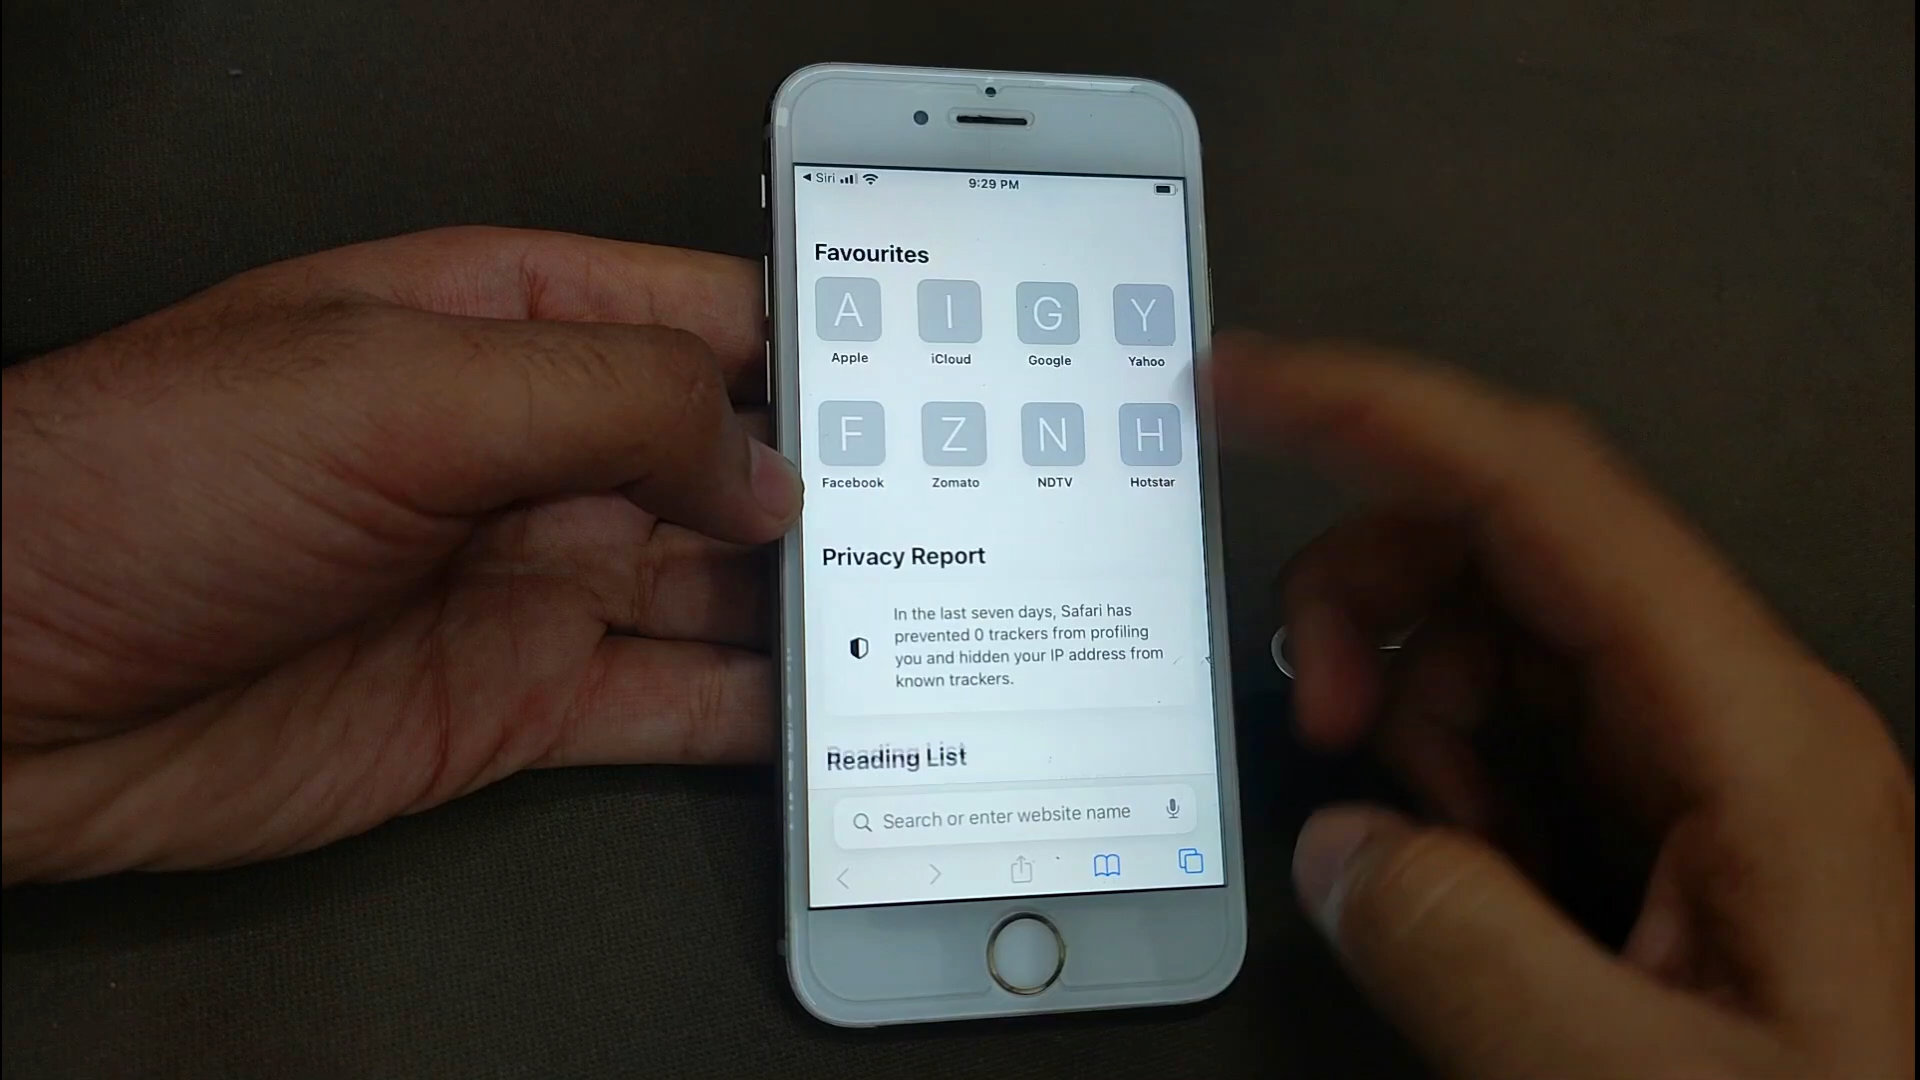 Siri 9:29 PM
Favourites
A I G Y
Apple iCloud Google Yahoo
F Z N H
Facebook Zomato NDTV Hotstar
Privacy Report
In the last seven days, Safari has
prevented 0 trackers from profiling
you and hidden your IP address from
known trackers.
Reading List
Search or enter website name